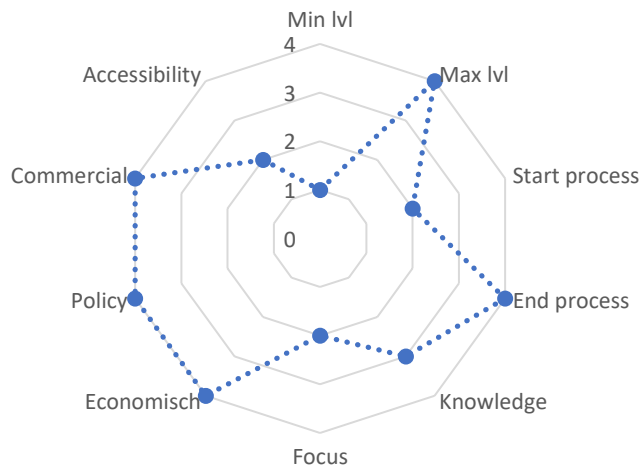 Min lvl
4
Accessibility
Max lvl
3
2
Commercial
Start process
1
0
Policy
End process
Economisch
Knowledge
Focus